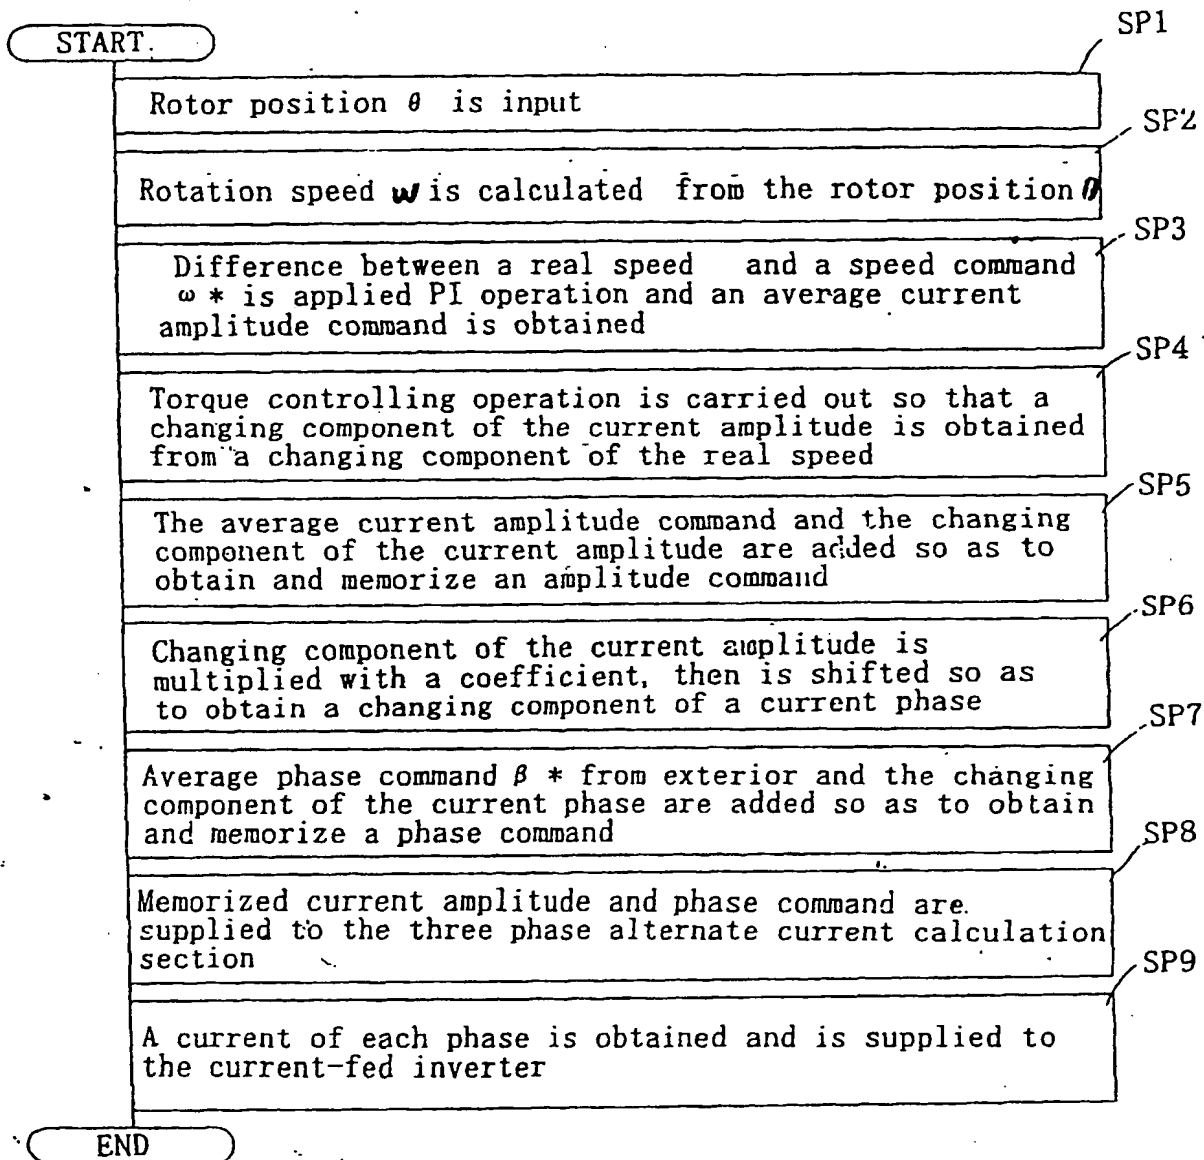 START.
SP1
Rotor position θ is input
SP2
Rotation speed ω is calculated from the rotor position θ
SP3
Difference between a real speed and a speed command
ω * is applied PI operation and an average current
amplitude command is obtained
SP4
Torque controlling operation is carried out so that a
changing component of the current amplitude is obtained
from a changing component of the real speed
SP5
The average current amplitude command and the changing
component of the current amplitude are added so as to
obtain and memorize an amplitude command
SP6
Changing component of the current amplitude is
multiplied with a coefficient, then is shifted so as
to obtain a changing component of a current phase
SP7
Average phase command β * from exterior and the changing
component of the current phase are added so as to obtain
and memorize a phase command
SP8
Memorized current amplitude and phase command are.
supplied to the three phase alternate current calculation
section
SP9
A current of each phase is obtained and is supplied to
the current-fed inverter
END